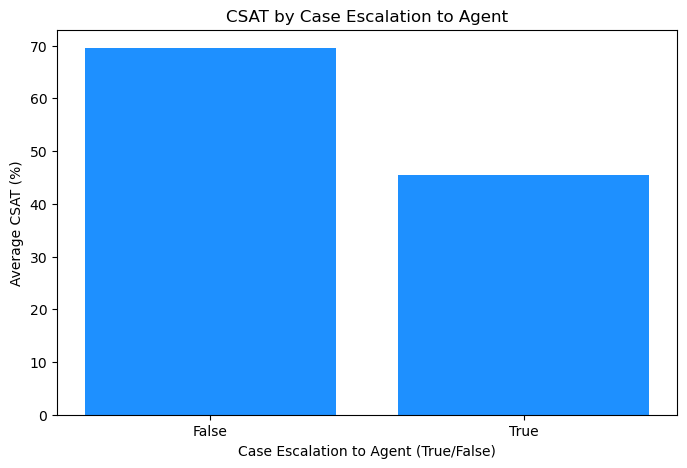 CSAT by Case Escalation to Agent
70
60
50
40
30
20
10
0
Average CSAT (%)
False True
Case Escalation to Agent (True/False)